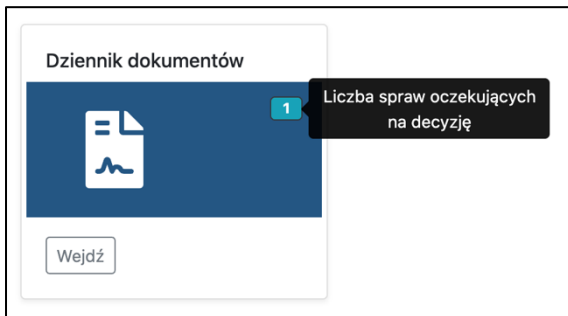 Dziennik dokumentów
1
Liczba spraw oczekujących
na decyzję
Wejdź